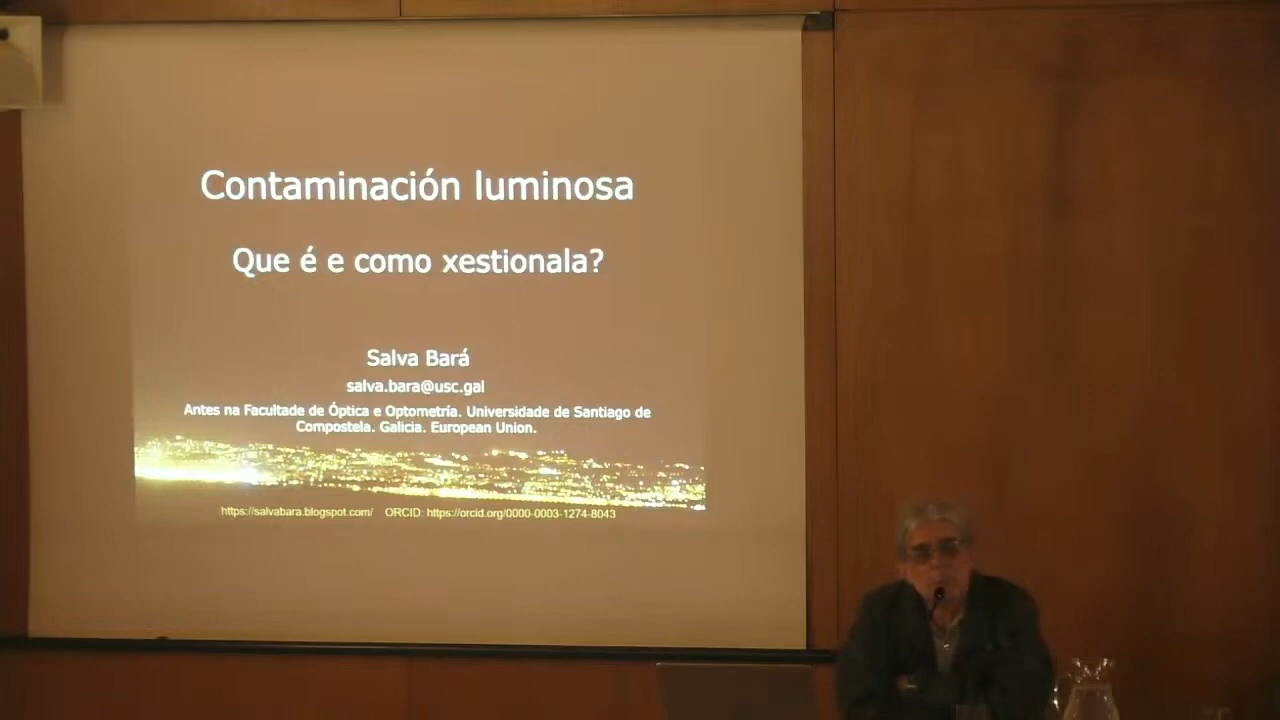 Contaminación luminosa
Que é e como xestionala?
Salva Bará
salva.bara@usc.gal
Antes na Facultade de Óptica e Optometría. Universidade de Santiago de
Compostela. Galicia. European Union.
https://salvabara.blogspot.com/ ORCID: https://orcid.org/0000-0003-1274-8043